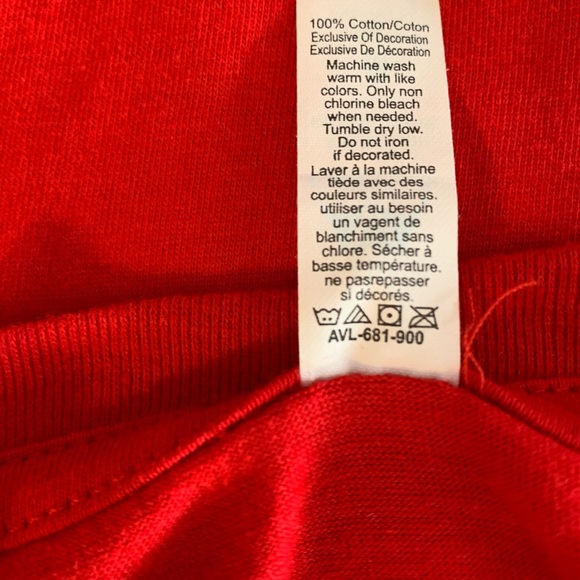 100% Cotton/Coton
Exclusive Of Decoration
Exclusive De Décoration
Machine wash
warm with like
colors. Only non
chlorine bleach
when needed.
Tumble dry low.
Do not iron
if decorated.
Laver à la machine
tiède avec des
couleurs similaires.
utiliser au besoin
un vagent de
blanchiment sans
chlore. Sécher à
basse température.
ne pasrepasser
si décorés.
AVL-681-900